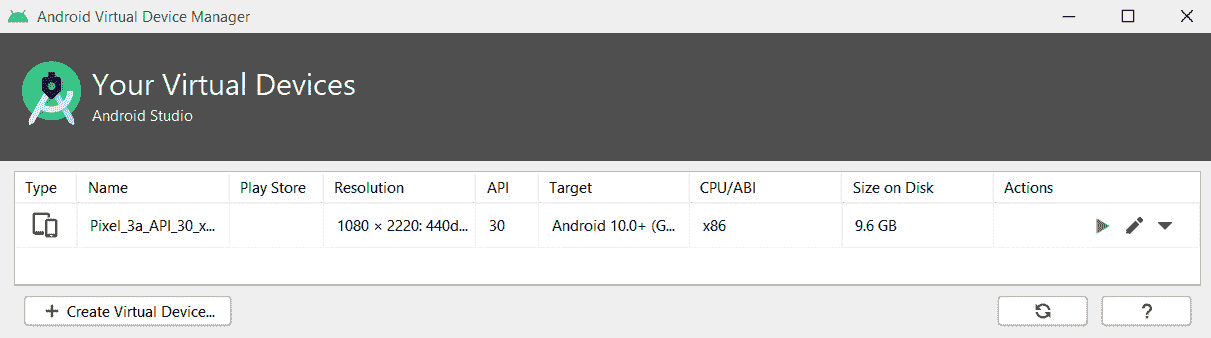 Android Virtual Device Manager
Your Virtual Devices
Android Studio
Type Name Play Store Resolution API Target CPU/ABI Size on Disk Actions
Pixel_3a_API_30_x... 1080 × 2220: 440d... 30 Android 10.0+ (G... x86 9.6 GB
+ Create Virtual Device... ?